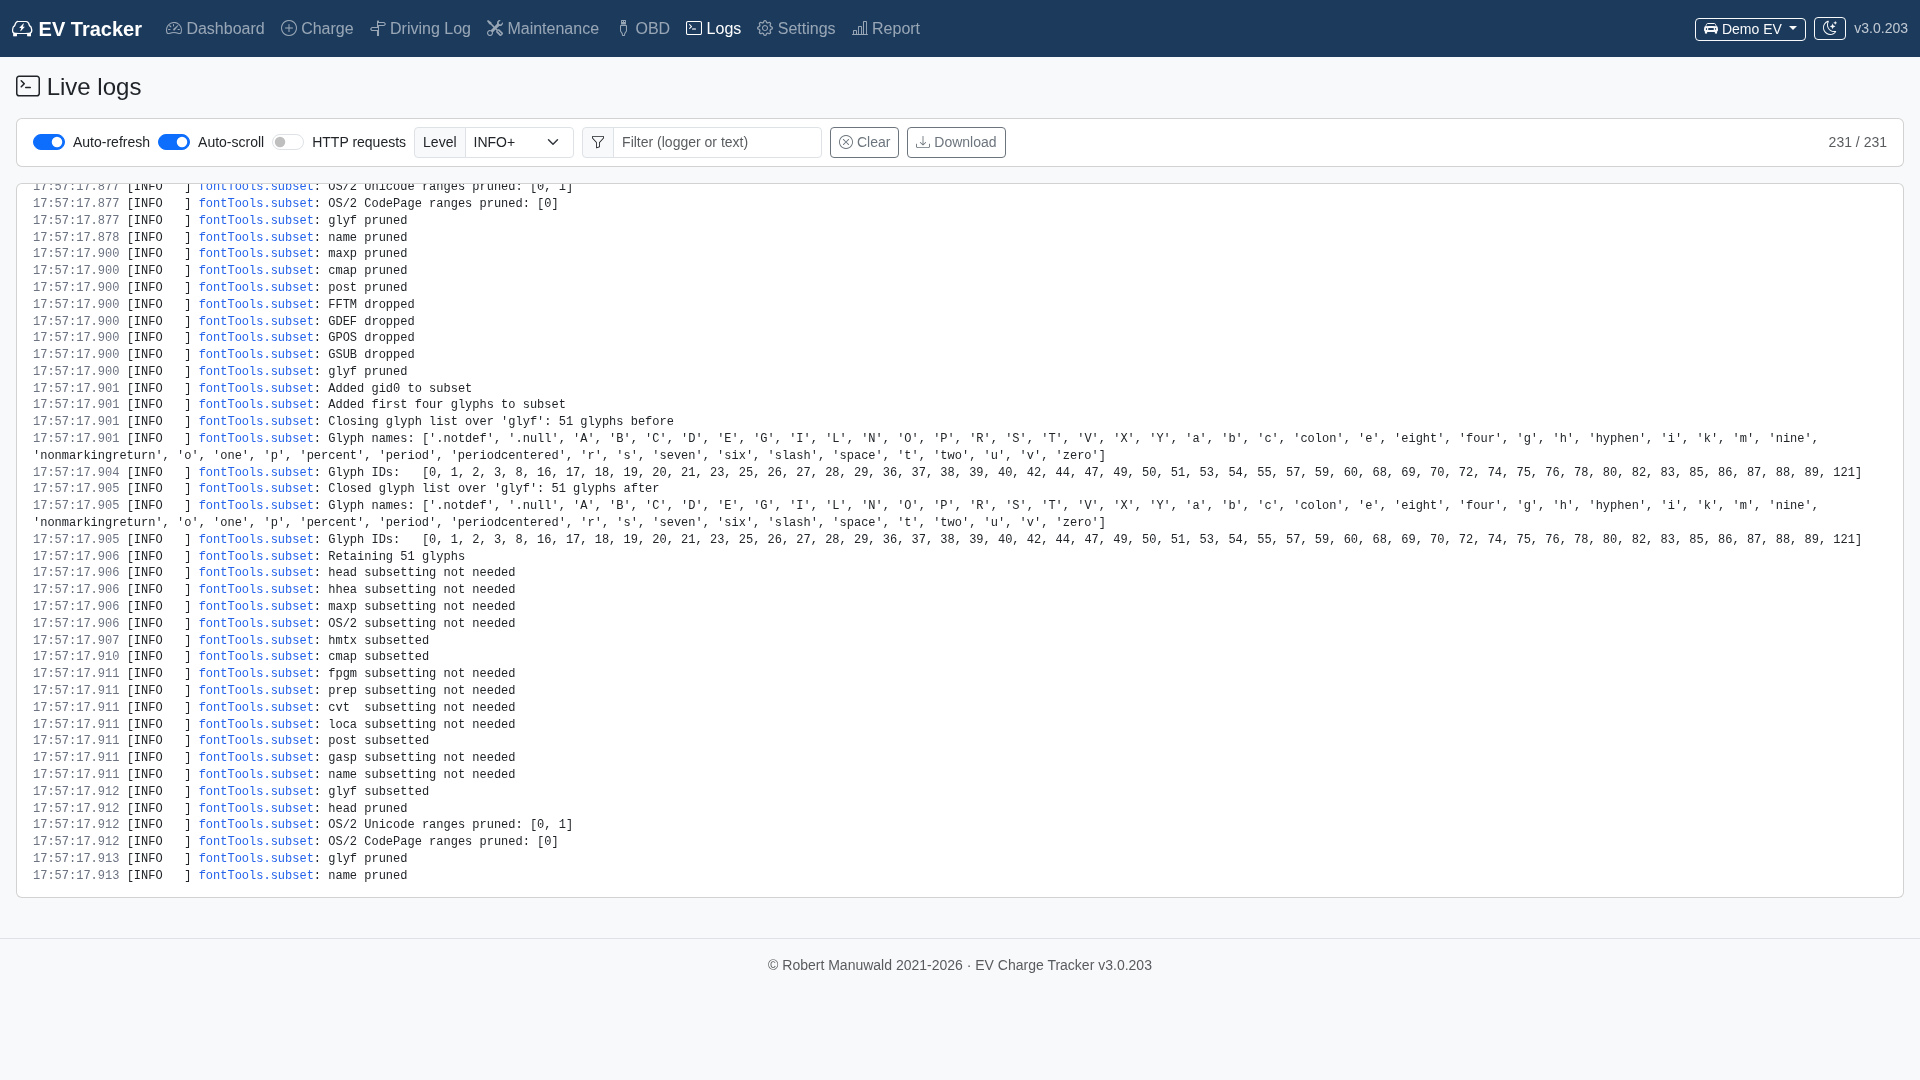 EV Tracker Dashboard Charge Driving Log Maintenance OBD Logs Settings Report Demo EV v3.0.203
Live logs
Auto-refresh Auto-scroll HTTP requests Level INFO+ Filter (logger or text) Clear Download 231 / 231
17:57:17.877 [INFO   ] fontTools.subset: OS/2 Unicode ranges pruned: [0, 1]
17:57:17.877 [INFO   ] fontTools.subset: OS/2 CodePage ranges pruned: [0]
17:57:17.877 [INFO   ] fontTools.subset: glyf pruned
17:57:17.878 [INFO   ] fontTools.subset: name pruned
17:57:17.900 [INFO   ] fontTools.subset: maxp pruned
17:57:17.900 [INFO   ] fontTools.subset: cmap pruned
17:57:17.900 [INFO   ] fontTools.subset: post pruned
17:57:17.900 [INFO   ] fontTools.subset: FFTM dropped
17:57:17.900 [INFO   ] fontTools.subset: GDEF dropped
17:57:17.900 [INFO   ] fontTools.subset: GPOS dropped
17:57:17.900 [INFO   ] fontTools.subset: GSUB dropped
17:57:17.900 [INFO   ] fontTools.subset: glyf pruned
17:57:17.901 [INFO   ] fontTools.subset: Added gid0 to subset
17:57:17.901 [INFO   ] fontTools.subset: Added first four glyphs to subset
17:57:17.901 [INFO   ] fontTools.subset: Closing glyph list over 'glyf': 51 glyphs before
17:57:17.901 [INFO   ] fontTools.subset: Glyph names: ['.notdef', '.null', 'A', 'B', 'C', 'D', 'E', 'G', 'I', 'L', 'N', 'O', 'P', 'R', 'S', 'T', 'V', 'X', 'Y', 'a', 'b', 'c', 'colon', 'e', 'eight', 'four', 'g', 'h', 'hyphen', 'i', 'k', 'm', 'nine',
'nonmarkingreturn', 'o', 'one', 'p', 'percent', 'period', 'periodcentered', 'r', 's', 'seven', 'six', 'slash', 'space', 't', 'two', 'u', 'v', 'zero']
17:57:17.904 [INFO   ] fontTools.subset: Glyph IDs:   [0, 1, 2, 3, 8, 16, 17, 18, 19, 20, 21, 23, 25, 26, 27, 28, 29, 36, 37, 38, 39, 40, 42, 44, 47, 49, 50, 51, 53, 54, 55, 57, 59, 60, 68, 69, 70, 72, 74, 75, 76, 78, 80, 82, 83, 85, 86, 87, 88, 89, 121]
17:57:17.905 [INFO   ] fontTools.subset: Closed glyph list over 'glyf': 51 glyphs after
17:57:17.905 [INFO   ] fontTools.subset: Glyph names: ['.notdef', '.null', 'A', 'B', 'C', 'D', 'E', 'G', 'I', 'L', 'N', 'O', 'P', 'R', 'S', 'T', 'V', 'X', 'Y', 'a', 'b', 'c', 'colon', 'e', 'eight', 'four', 'g', 'h', 'hyphen', 'i', 'k', 'm', 'nine',
'nonmarkingreturn', 'o', 'one', 'p', 'percent', 'period', 'periodcentered', 'r', 's', 'seven', 'six', 'slash', 'space', 't', 'two', 'u', 'v', 'zero']
17:57:17.905 [INFO   ] fontTools.subset: Glyph IDs:   [0, 1, 2, 3, 8, 16, 17, 18, 19, 20, 21, 23, 25, 26, 27, 28, 29, 36, 37, 38, 39, 40, 42, 44, 47, 49, 50, 51, 53, 54, 55, 57, 59, 60, 68, 69, 70, 72, 74, 75, 76, 78, 80, 82, 83, 85, 86, 87, 88, 89, 121]
17:57:17.906 [INFO   ] fontTools.subset: Retaining 51 glyphs
17:57:17.906 [INFO   ] fontTools.subset: head subsetting not needed
17:57:17.906 [INFO   ] fontTools.subset: hhea subsetting not needed
17:57:17.906 [INFO   ] fontTools.subset: maxp subsetting not needed
17:57:17.906 [INFO   ] fontTools.subset: OS/2 subsetting not needed
17:57:17.907 [INFO   ] fontTools.subset: hmtx subsetted
17:57:17.910 [INFO   ] fontTools.subset: cmap subsetted
17:57:17.911 [INFO   ] fontTools.subset: fpgm subsetting not needed
17:57:17.911 [INFO   ] fontTools.subset: prep subsetting not needed
17:57:17.911 [INFO   ] fontTools.subset: cvt  subsetting not needed
17:57:17.911 [INFO   ] fontTools.subset: loca subsetting not needed
17:57:17.911 [INFO   ] fontTools.subset: post subsetted
17:57:17.911 [INFO   ] fontTools.subset: gasp subsetting not needed
17:57:17.911 [INFO   ] fontTools.subset: name subsetting not needed
17:57:17.912 [INFO   ] fontTools.subset: glyf subsetted
17:57:17.912 [INFO   ] fontTools.subset: head pruned
17:57:17.912 [INFO   ] fontTools.subset: OS/2 Unicode ranges pruned: [0, 1]
17:57:17.912 [INFO   ] fontTools.subset: OS/2 CodePage ranges pruned: [0]
17:57:17.913 [INFO   ] fontTools.subset: glyf pruned
17:57:17.913 [INFO   ] fontTools.subset: name pruned
© Robert Manuwald 2021-2026 · EV Charge Tracker v3.0.203